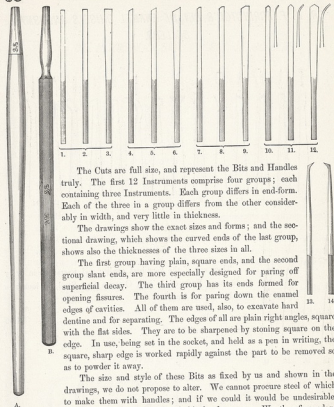 33
1. 2. 3. 4. 5. 6. 7. 8. 9. 10. 11. 12.
The Cuts are full size, and represent the Bits and Handles
truly. The first 12 Instruments comprise four groups; each
containing three Instruments. Each group differs in end-form.
Each of the three in a group differs from the other consider-
ably in width, and very little in thickness.
The drawings show the exact sizes and forms; and the sec-
tional drawing, which shows the curved ends of the last group,
shows also the thicknesses of the three sizes in all.
The first group having plain, square ends, and the second
group slant ends, are more especially designed for paring off
superficial decay. The third group has its ends formed for
opening fissures. The fourth is for paring down the enamel
edges of cavities. All of them are used, also, to excavate hard
13. 14
dentine and for separating. The edges of all are plain right angles, square
with the flat sides. They are to be sharpened by stoning square on the
edge. In use, being set in the socket, and held as a pen in writing, the
square, sharp edge is worked rapidly against the part to be removed so
as to powder it away.
B.
The size and style of these Bits as fixed by us and shown in the
drawings, we do not propose to alter. We cannot procure steel of which
to make them with handles; and if we could it would be undesirable
A.